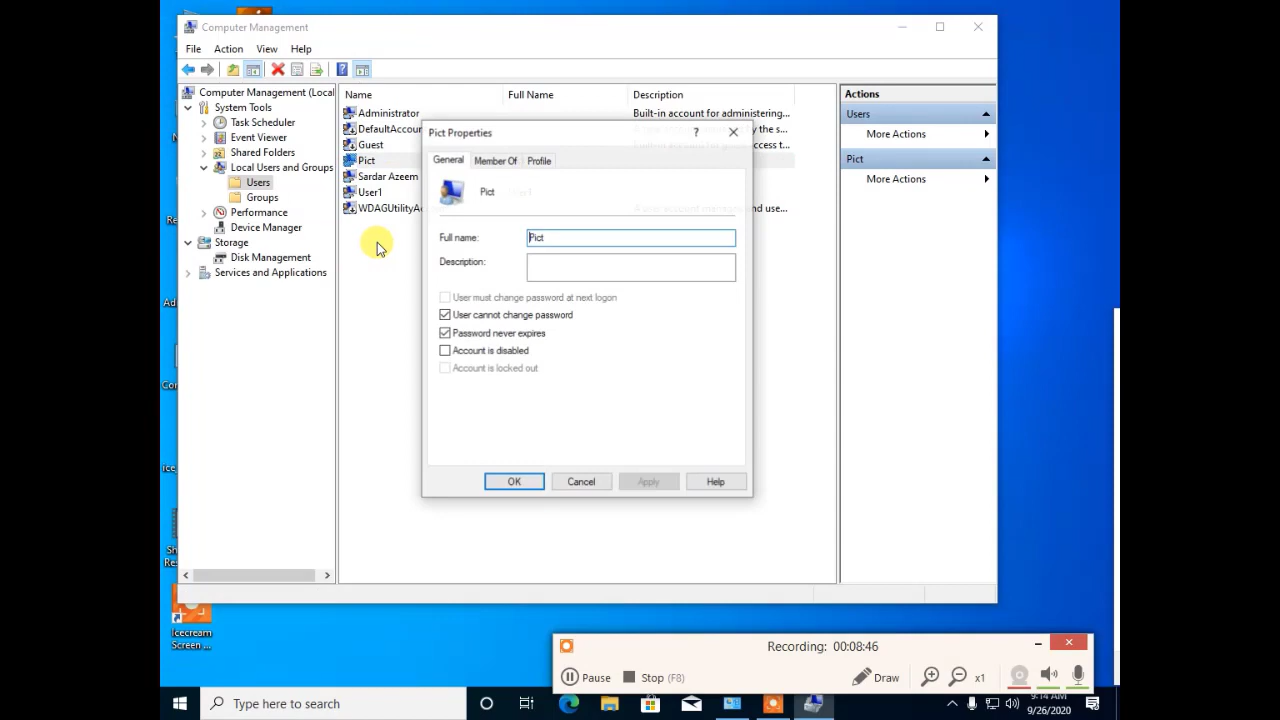 Computer Management
File Action View Help
Computer Management (Local
System Tools
Task Scheduler
Event Viewer
Shared Folders
Local Users and Groups
Users
Groups
Performance
Device Manager
Storage
Disk Management
Services and Applications
Name Full Name Description
Administrator Built-in account for administering...
DefaultAccour
Guest
Pict
Sardar Azeem
User1
WDAGUtilityA
Pict Properties
General Member Of Profile
Pict
Full name: Pict
Description:
User must change password at next logon
User cannot change password
Password never expires
Account is disabled
Account is locked out
OK Cancel Apply Help
Actions
Users
More Actions
Pict
More Actions
Icecream
Screen ...
Recording: 00:08:46
Pause Stop (F8) Draw x1
Type here to search
9:14 AM
9/26/2020